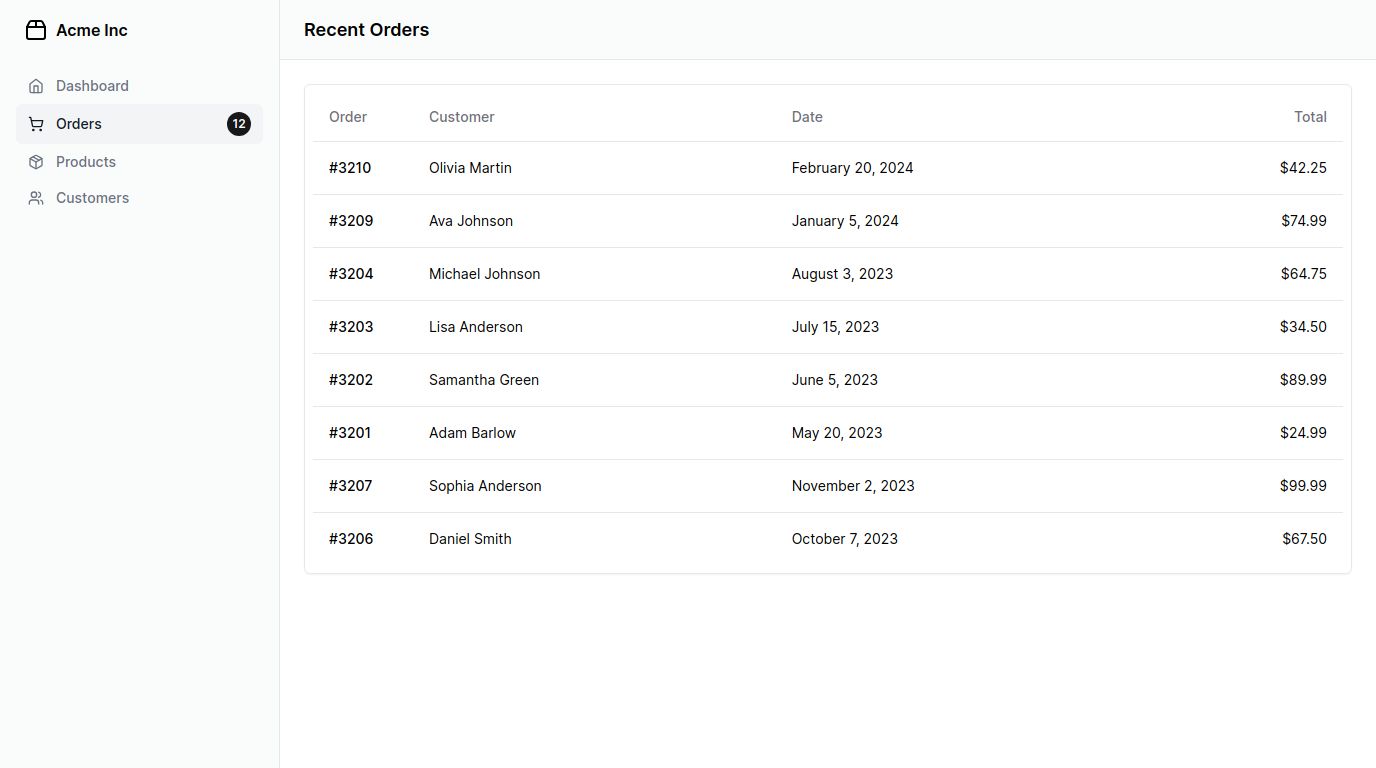 Acme Inc
Dashboard
Orders 12
Products
Customers
Recent Orders
Order Customer Date Total
#3210 Olivia Martin February 20, 2024 $42.25
#3209 Ava Johnson January 5, 2024 $74.99
#3204 Michael Johnson August 3, 2023 $64.75
#3203 Lisa Anderson July 15, 2023 $34.50
#3202 Samantha Green June 5, 2023 $89.99
#3201 Adam Barlow May 20, 2023 $24.99
#3207 Sophia Anderson November 2, 2023 $99.99
#3206 Daniel Smith October 7, 2023 $67.50